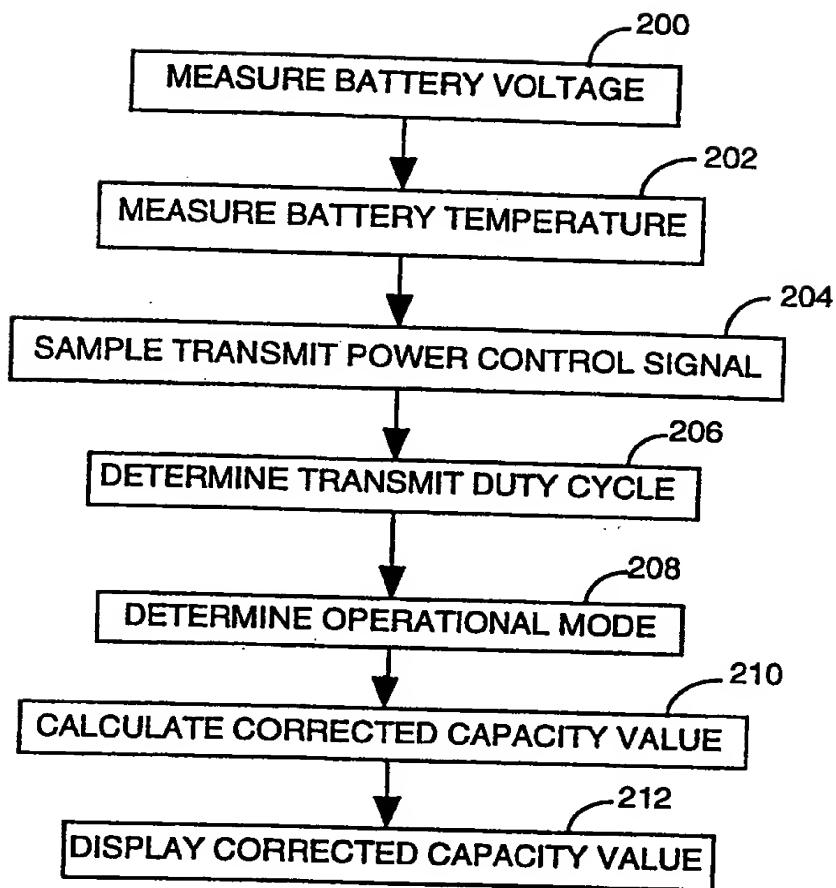 200
MEASURE BATTERY VOLTAGE
202
MEASURE BATTERY TEMPERATURE
204
SAMPLE TRANSMIT POWER CONTROL SIGNAL
206
DETERMINE TRANSMIT DUTY CYCLE
208
DETERMINE OPERATIONAL MODE
210
CALCULATE CORRECTED CAPACITY VALUE
212
DISPLAY CORRECTED CAPACITY VALUE